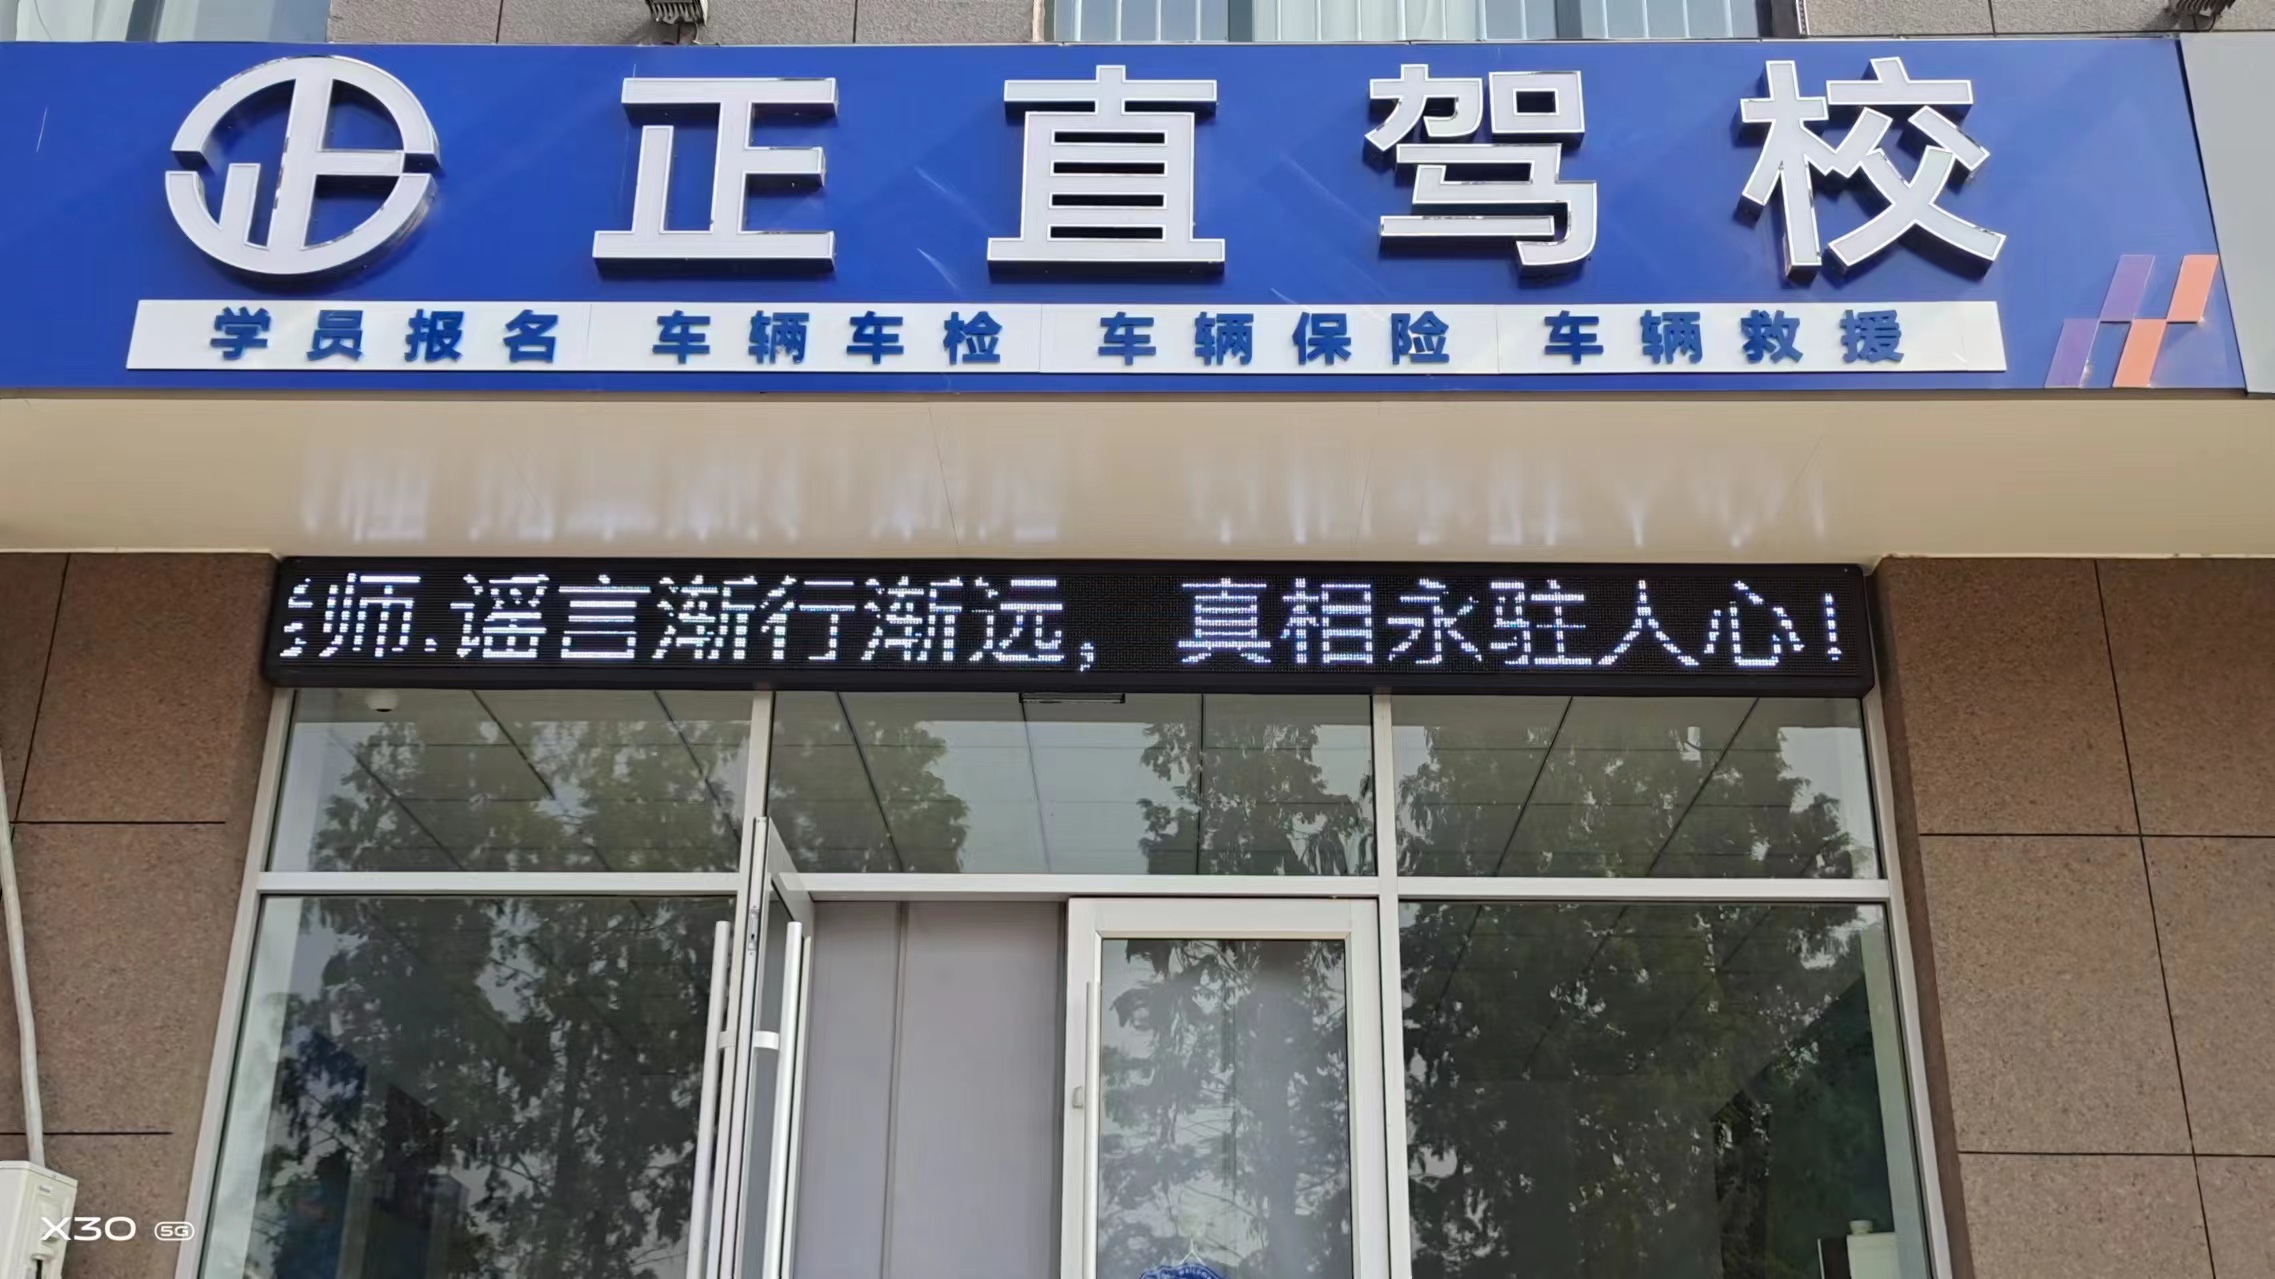 正直驾校
学员报名 车辆车检 车辆保险 车辆救援
师.谣言渐行渐远，真相永驻人心！
X30 5G